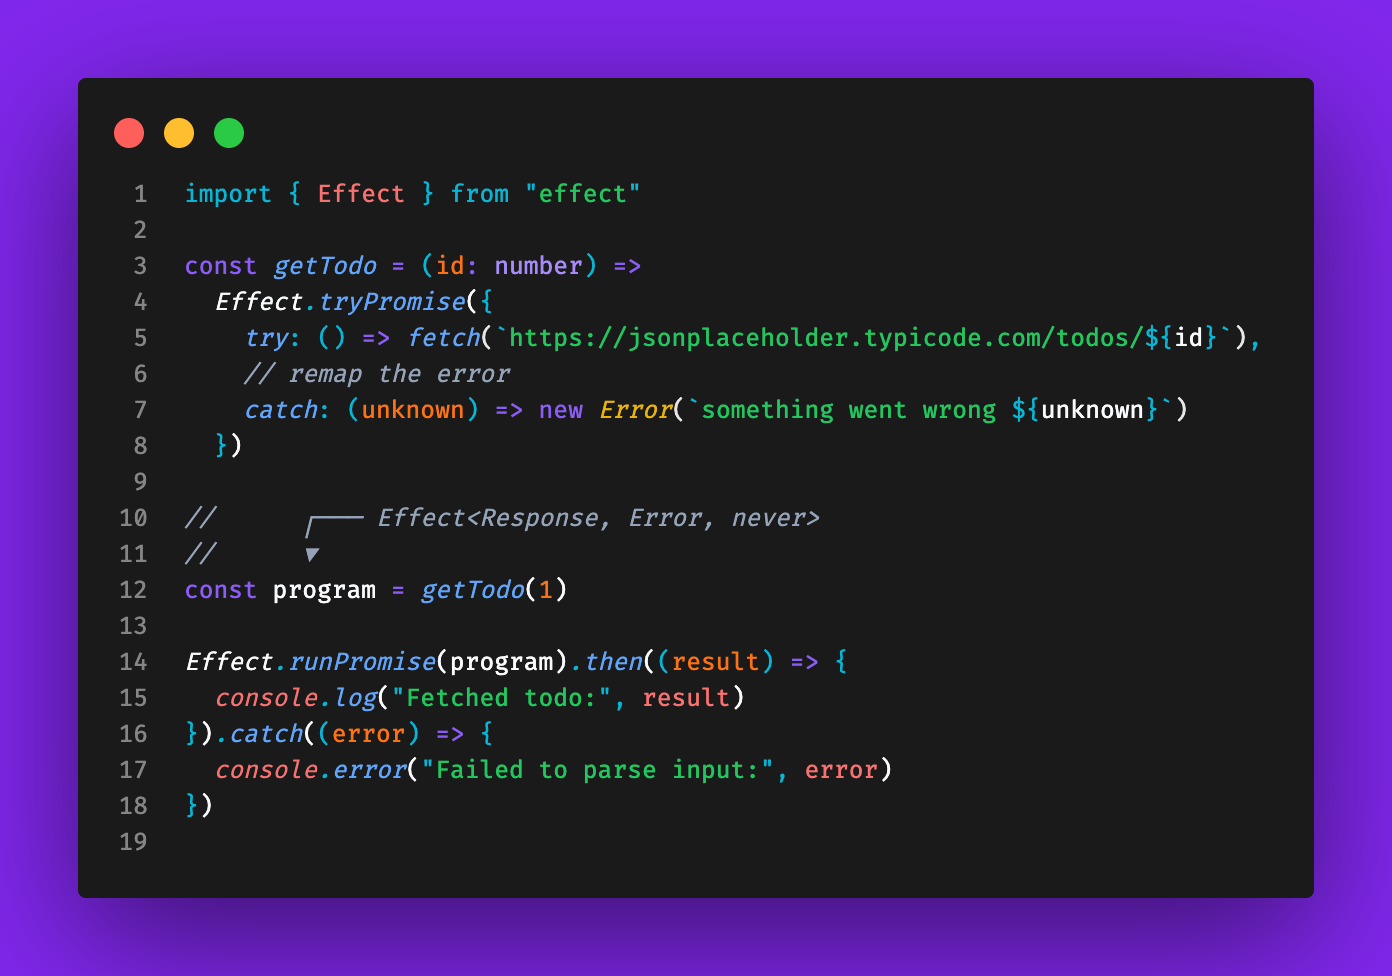 1 import { Effect } from "effect"
2
3 const getTodo = (id: number) =>
4   Effect.tryPromise({
5     try: () => fetch(`https://jsonplaceholder.typicode.com/todos/${id}`),
6     // remap the error
7     catch: (unknown) => new Error(`something went wrong ${unknown}`)
8   })
9
10 //      ┌─── Effect<Response, Error, never>
11 //      ▼
12 const program = getTodo(1)
13
14 Effect.runPromise(program).then((result) => {
15   console.log("Fetched todo:", result)
16 }).catch((error) => {
17   console.error("Failed to parse input:", error)
18 })
19